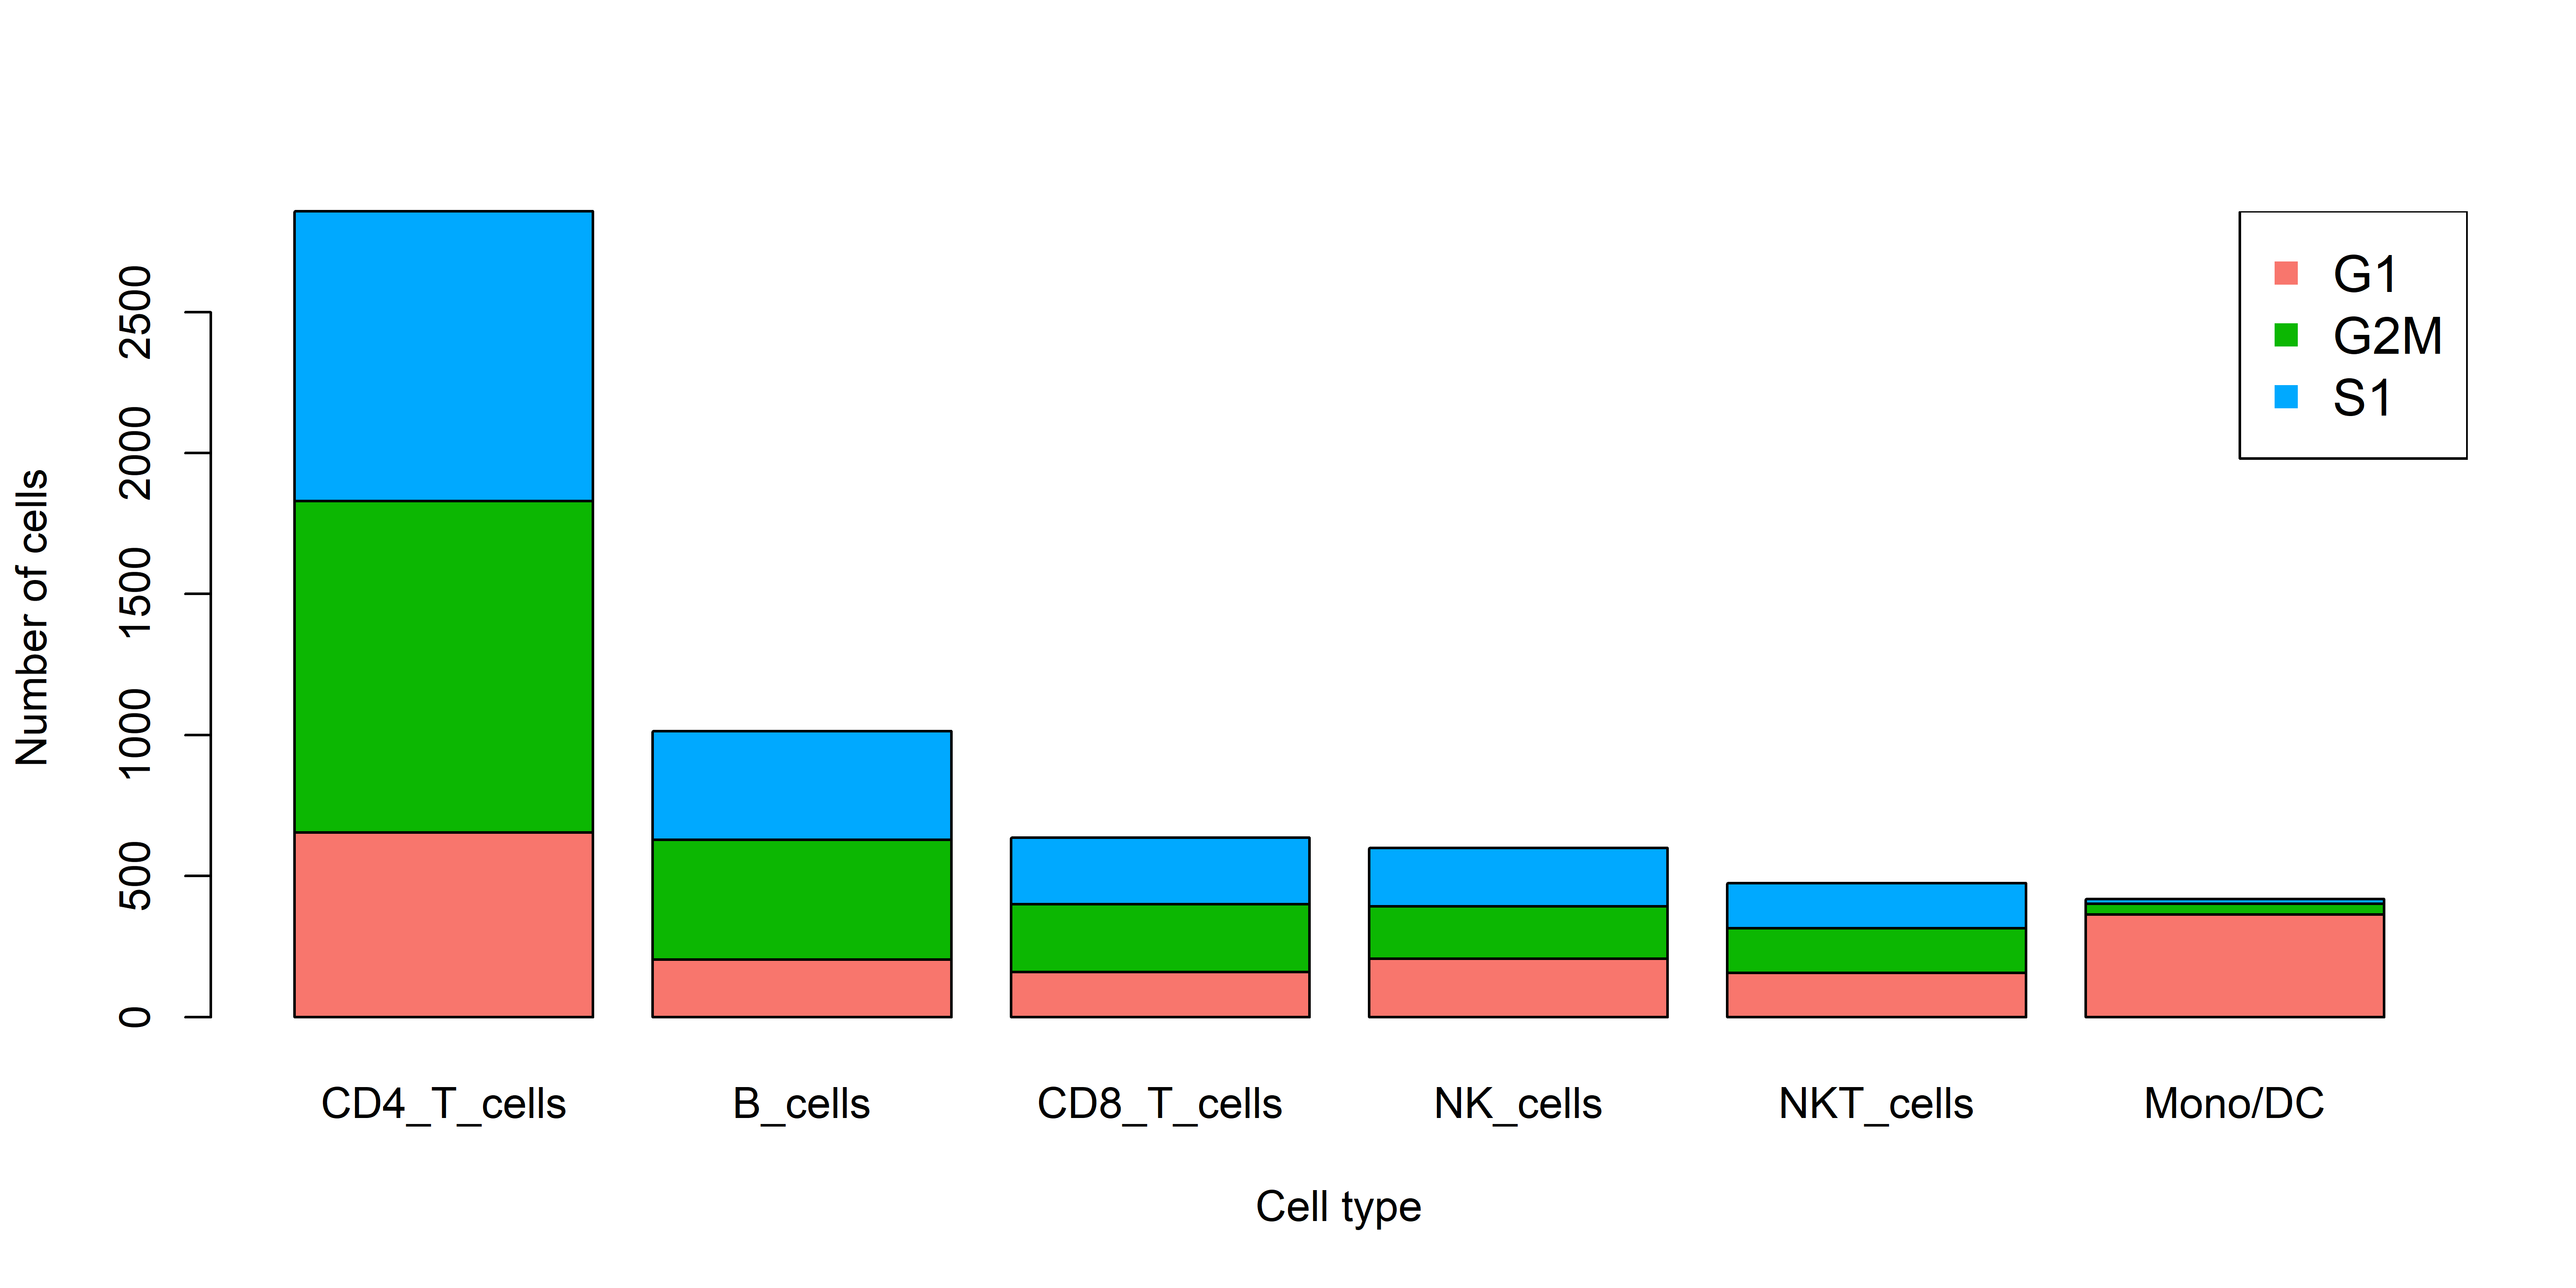 Number of cells
2500
2000
1500
1000
500
0
G1
G2M
S1
CD4_T_cells
B_cells
CD8_T_cells
NK_cells
NKT_cells
Mono/DC
Cell type